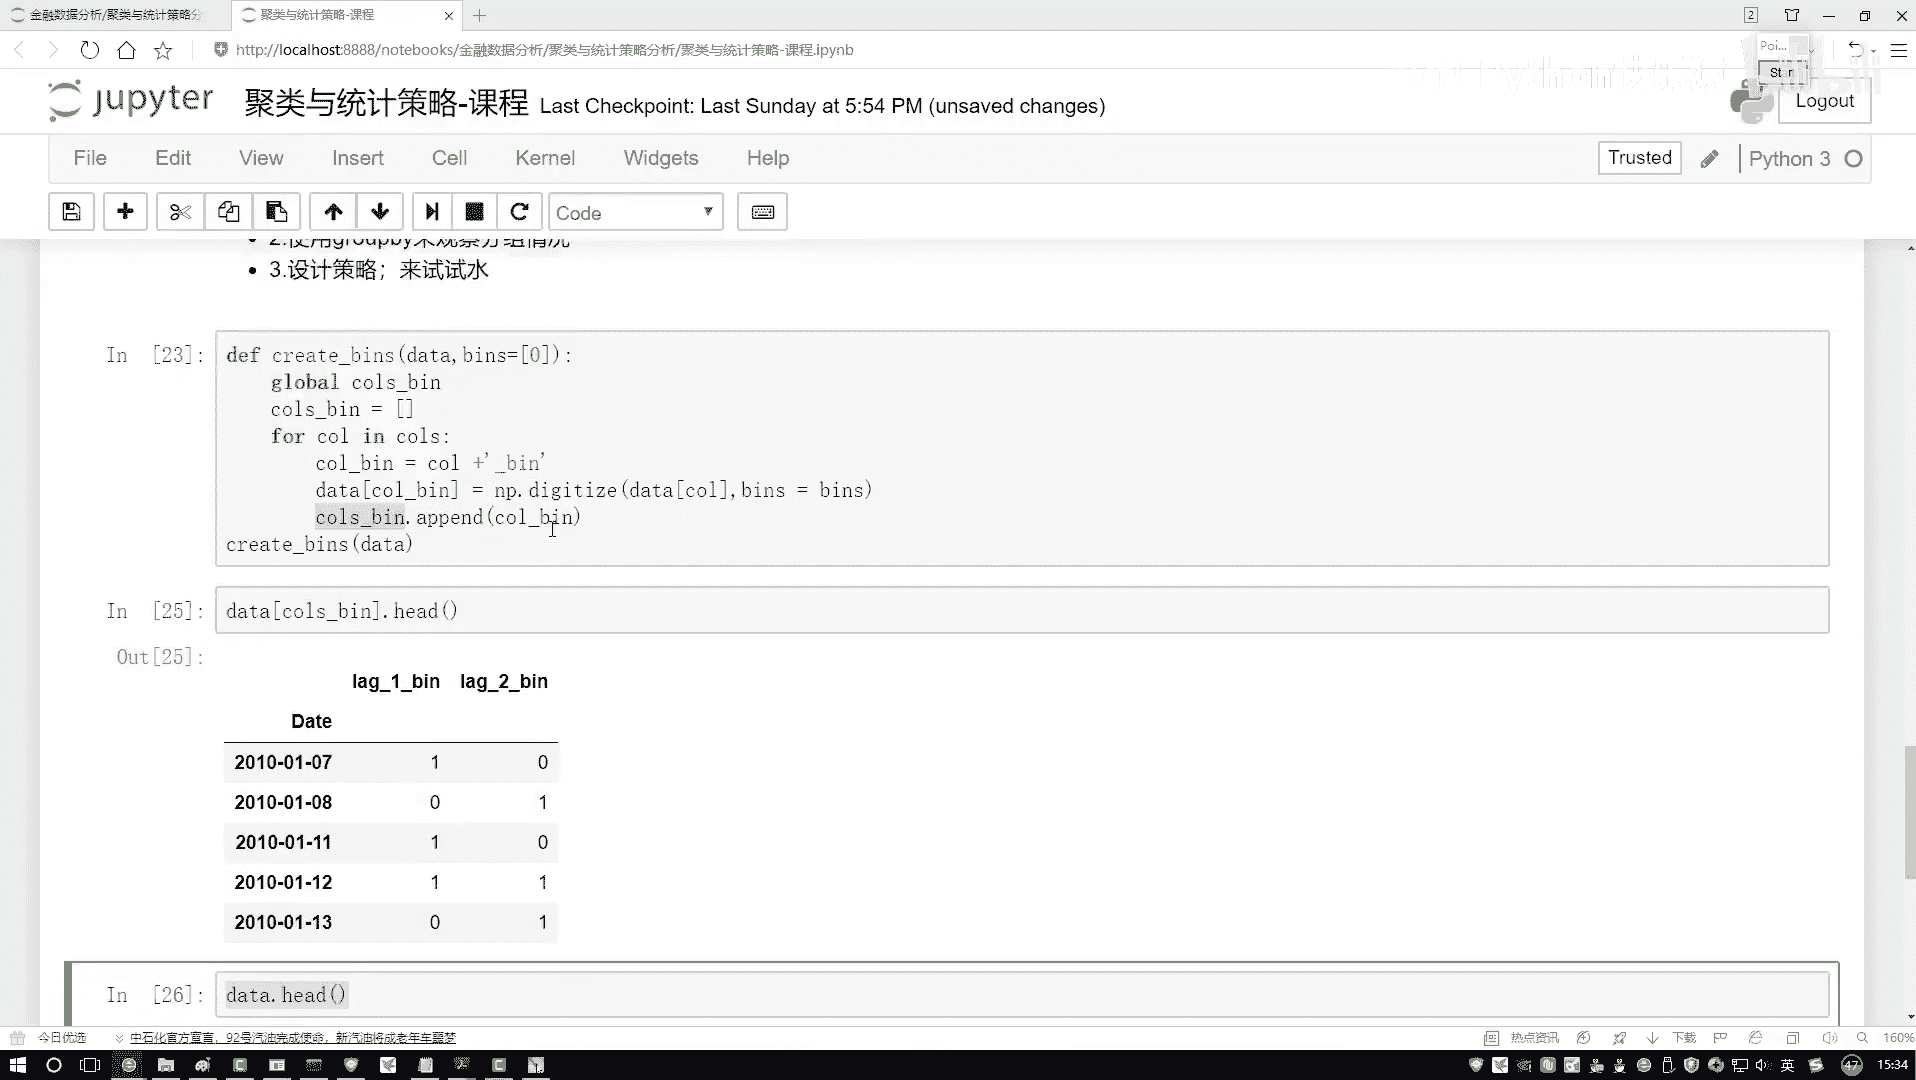 金融数据分析/聚类与统计策略分
聚类与统计策略-课程
2
http://localhost:8888/notebooks/金融数据分析/聚类与统计策略分析/聚类与统计策略-课程.ipynb
Poi...
jupyter 聚类与统计策略-课程 Last Checkpoint: Last Sunday at 5:54 PM (unsaved changes)
Logout
File Edit View Insert Cell Kernel Widgets Help
Trusted Python 3
Code
2.使用groupby来观察分组情况
3.设计策略；来试试水
In [23]: def create_bins(data,bins=[0]):
global cols_bin
cols_bin = []
for col in cols:
col_bin = col +'_bin'
data[col_bin] = np.digitize(data[col],bins = bins)
cols_bin.append(col_bin)
create_bins(data)
In [25]: data[cols_bin].head()
Out[25]:
lag_1_bin lag_2_bin
Date
2010-01-07 1 0
2010-01-08 0 1
2010-01-11 1 0
2010-01-12 1 1
2010-01-13 0 1
In [26]: data.head()
今日优选 中石化官方宣言，92号汽油完成使命，新汽油将成老年车噩梦 热点资讯 下载 160%
英 47 15:34